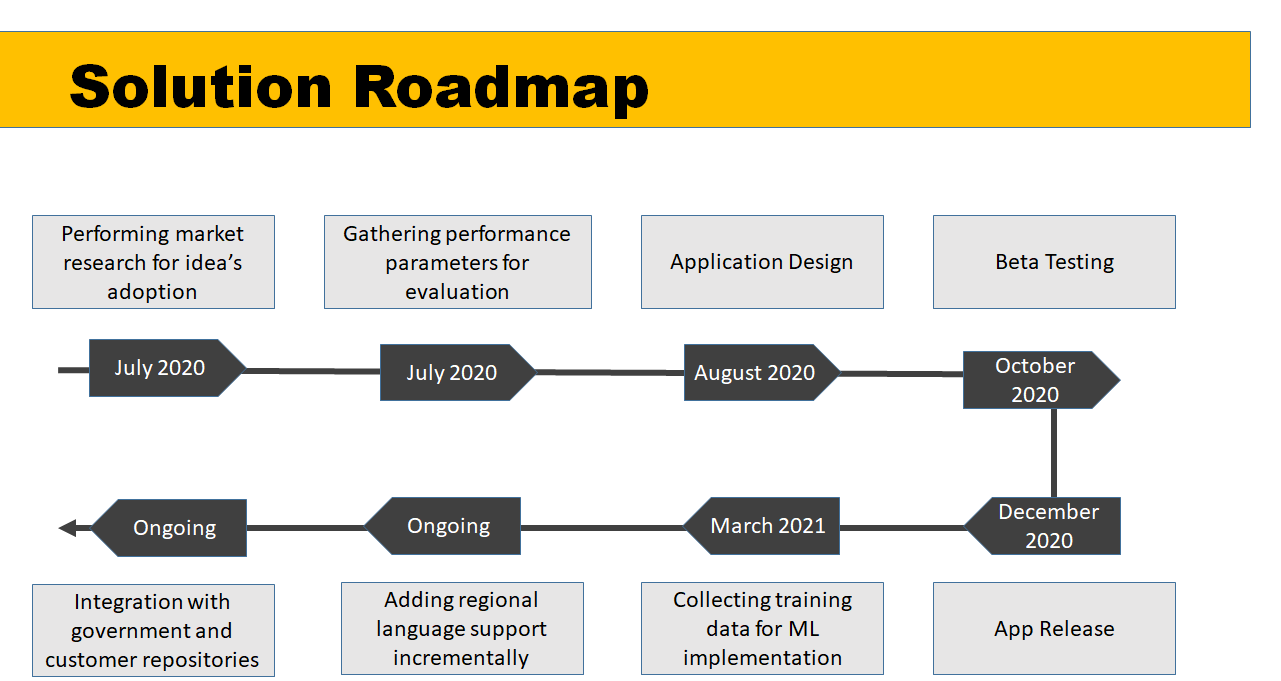 Solution Roadmap
Performing market
research for idea’s
adoption
Gathering performance
parameters for
evaluation
Application Design
Beta Testing
July 2020
July 2020
August 2020
October
2020
December
2020
March 2021
Ongoing
Ongoing
App Release
Collecting training
data for ML
implementation
Adding regional
language support
incrementally
Integration with
government and
customer repositories